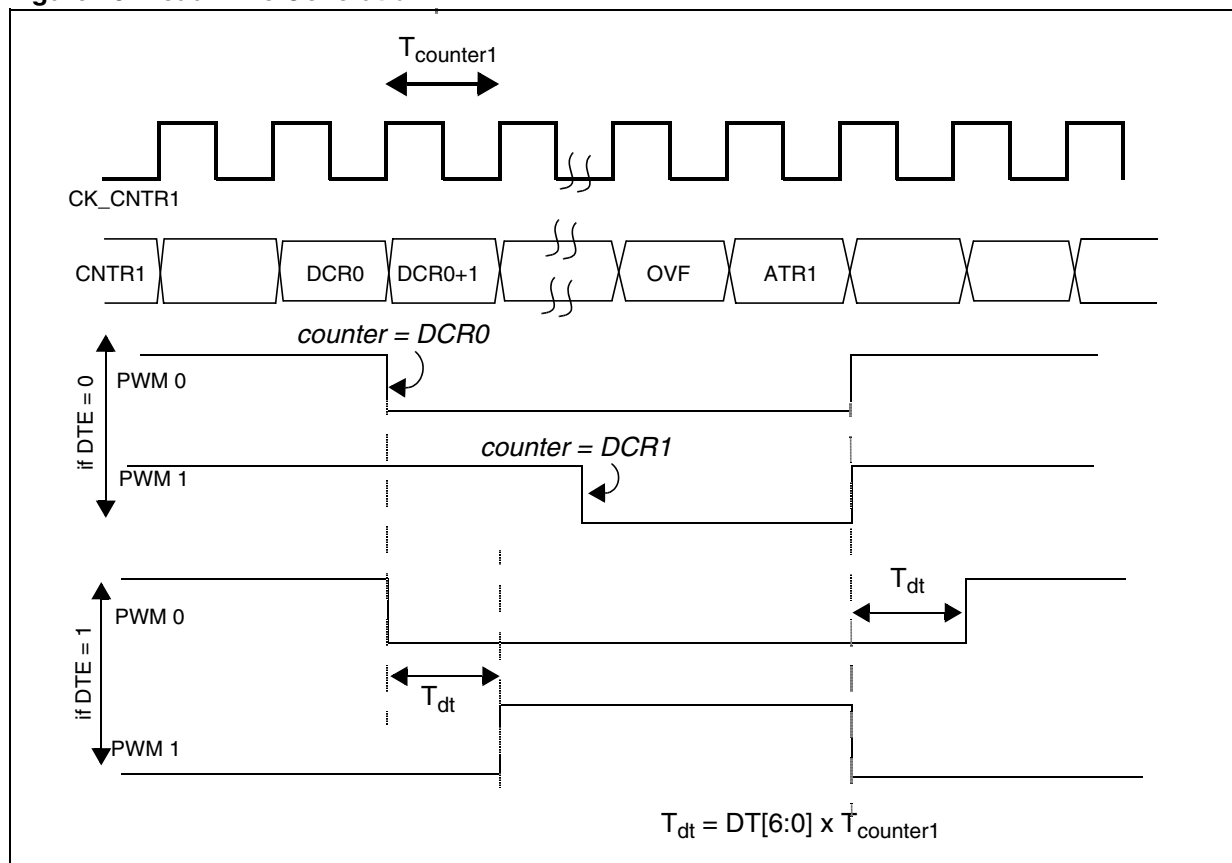 T_counter1
CK_CNTR1
CNTR1 DCR0 DCR0+1 OVF ATR1
counter = DCR0
if DTE = 0
PWM 0
counter = DCR1
PWM 1
if DTE = 1
PWM 0
T_dt
T_dt
PWM 1
T_dt = DT[6:0] x T_counter1